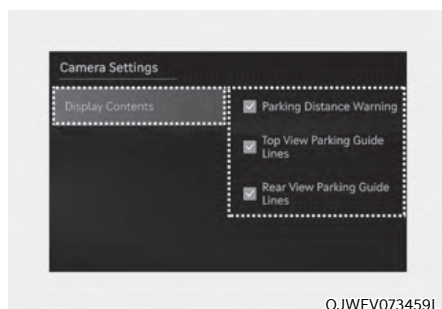 Camera Settings
Display Contents
Parking Distance Warning
Top View Parking Guide
Lines
Rear View Parking Guide
Lines
OJWEV073459L